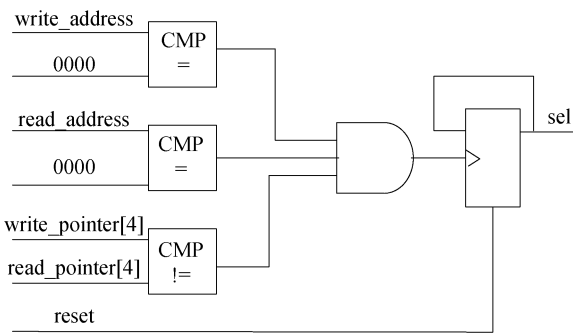 write_address
CMP
=
0000
read_address
CMP
=
0000
write_pointer[4]
CMP
!=
read_pointer[4]
reset
sel